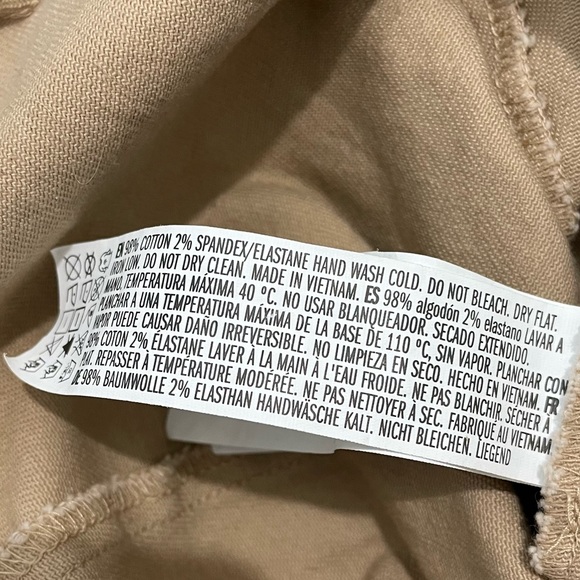 EN 98% COTTON 2% SPANDEX/ELASTANE HAND WASH COLD. DO NOT BLEACH. DRY FLAT.
IRON LOW. DO NOT DRY CLEAN. MADE IN VIETNAM. ES 98% algodón 2% elastano LAVAR A
MANO. TEMPERATURA MÁXIMA 40 ºC. NO USAR BLANQUEADOR. SECADO EXTENDIDO.
PLANCHAR A UNA TEMPERATURA MÁXIMA DE LA BASE DE 110 ºC, SIN VAPOR. PLANCHAR CON
VAPOR PUEDE CAUSAR DAÑO IRREVERSIBLE. NO LIMPIEZA EN SECO. HECHO EN VIETNAM. FR
98% COTON 2% ÉLASTANE LAVER À LA MAIN À L'EAU FROIDE. NE PAS BLANCHIR. SÉCHER À
PLAT. REPASSER À TEMPÉRATURE MODÉRÉE. NE PAS NETTOYER À SEC. FABRIQUÉ AU VIETNAM
DE 98% BAUMWOLLE 2% ELASTHAN HANDWÄSCHE KALT. NICHT BLEICHEN. LIEGEND